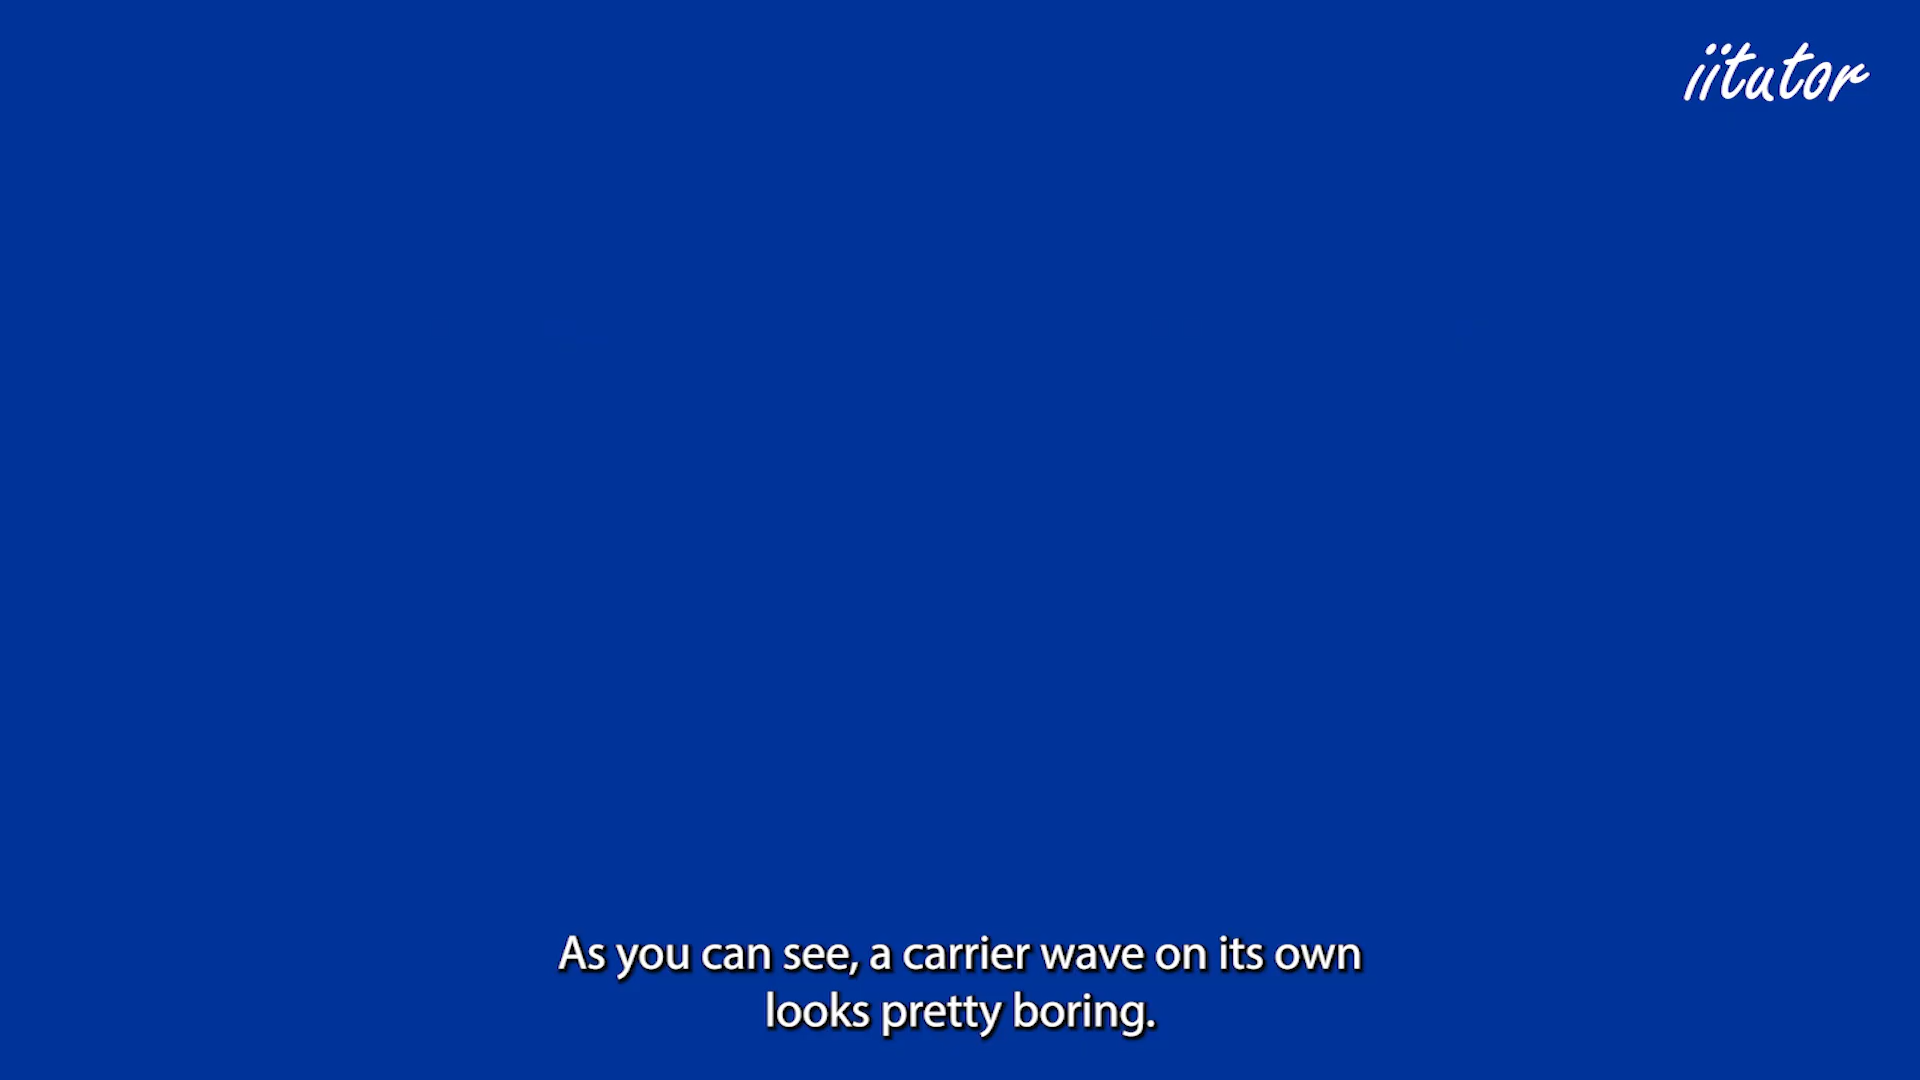 iitutor
As you can see, a carrier wave on its own
looks pretty boring.